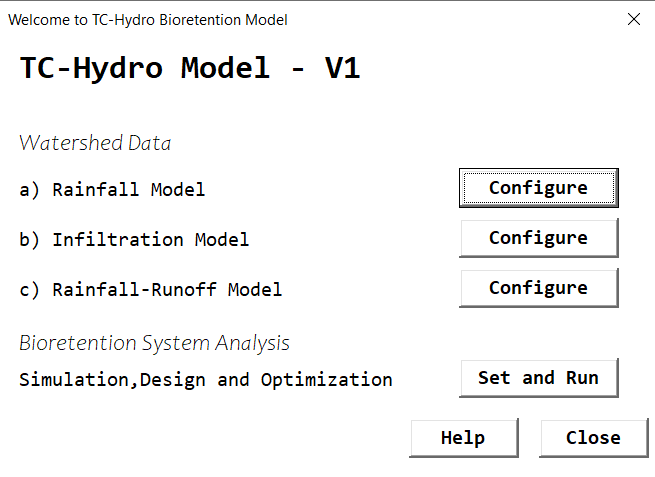 Welcome to TC-Hydro Bioretention Model
TC-Hydro Model - V1
Watershed Data
a) Rainfall Model Configure
b) Infiltration Model Configure
c) Rainfall-Runoff Model Configure
Bioretention System Analysis
Simulation,Design and Optimization Set and Run
Help Close